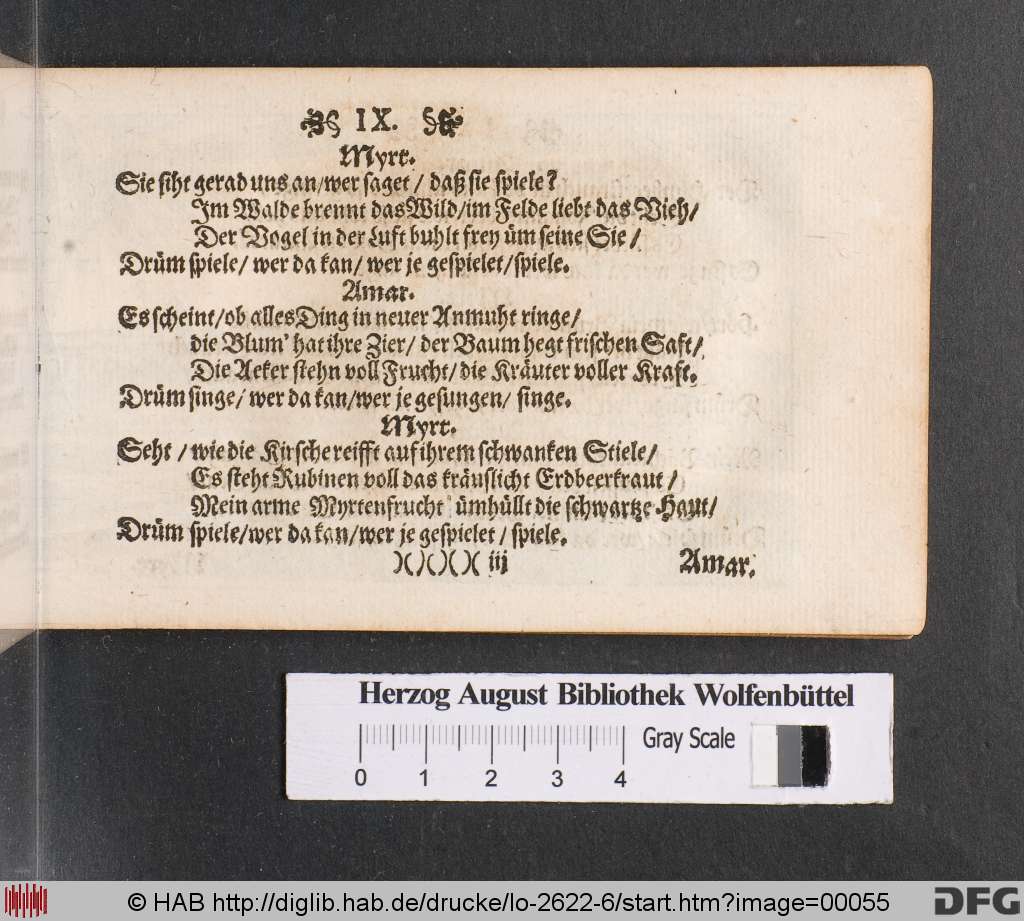 IX.
Myrt.
Sie siht gerad uns an/wer saget / daß sie spiele?
Im Walde brennt das Wild/im Felde liebt das Vieh/
Der Vogel in der Luft buhlt frey üm seine Sie /
Drüm spiele/ wer da kan/ wer je gespielet/spiele.
Amar.
Es scheint/ob alles Ding in neuer Anmuht ringe/
die Blum' hat ihre Zier/ der Baum hegt frischen Saft/
Die Aeker stehn voll Frucht/ die Kräuter voller Kraft.
Drüm singe/ wer da kan/wer je gesungen/ singe.
Myrt.
Seht / wie die Kirsche reifft auf ihrem schwanken Stiele/
Es steht Rubinen voll das kräuslicht Erdbeerkraut /
Mein arme Myrtenfrucht ümhüllt die schwartze Haut/
Drüm spiele/wer da kan/wer je gespielet / spiele.
)( )( )( )( iij Amar.
Herzog August Bibliothek Wolfenbüttel
0 1 2 3 4 Gray Scale
© HAB http://diglib.hab.de/drucke/lo-2622-6/start.htm?image=00055 DFG